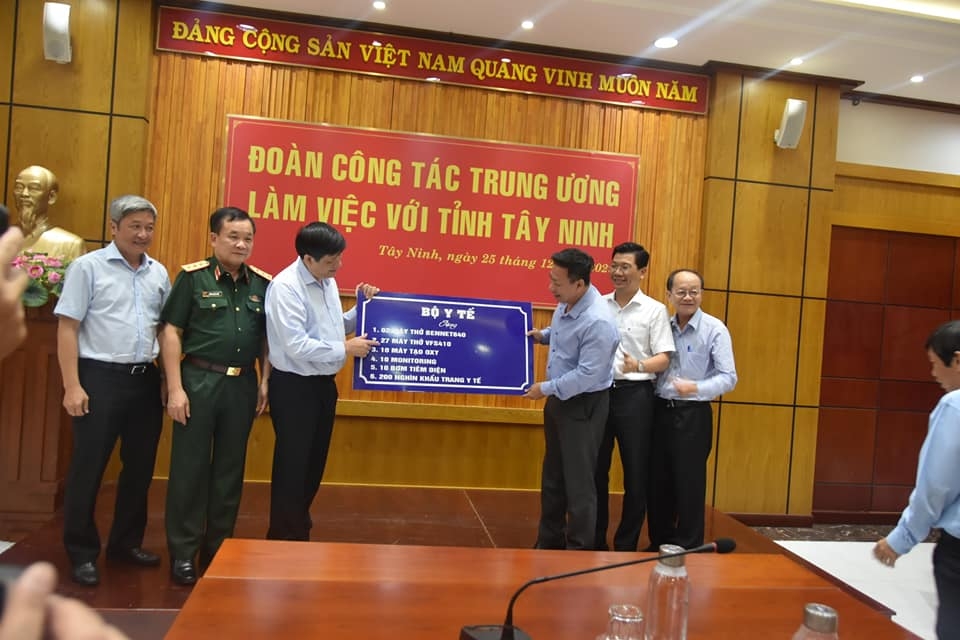 ĐẢNG CỘNG SẢN VIỆT NAM QUANG VINH MUÔN NĂM
ĐOÀN CÔNG TÁC TRUNG ƯƠNG
LÀM VIỆC VỚI TỈNH TÂY NINH
Tây Ninh, ngày 25 tháng 12
BỘ Y TẾ
Tặng
1. 02 MÁY THỞ BENNET840
2. 27 MÁY THỞ VFS410
3. 10 MÁY TẠO OXY
4. 10 MONITORING
5. 10 BƠM TIÊM ĐIỆN
6. 200 NGHÌN KHẨU TRANG Y TẾ